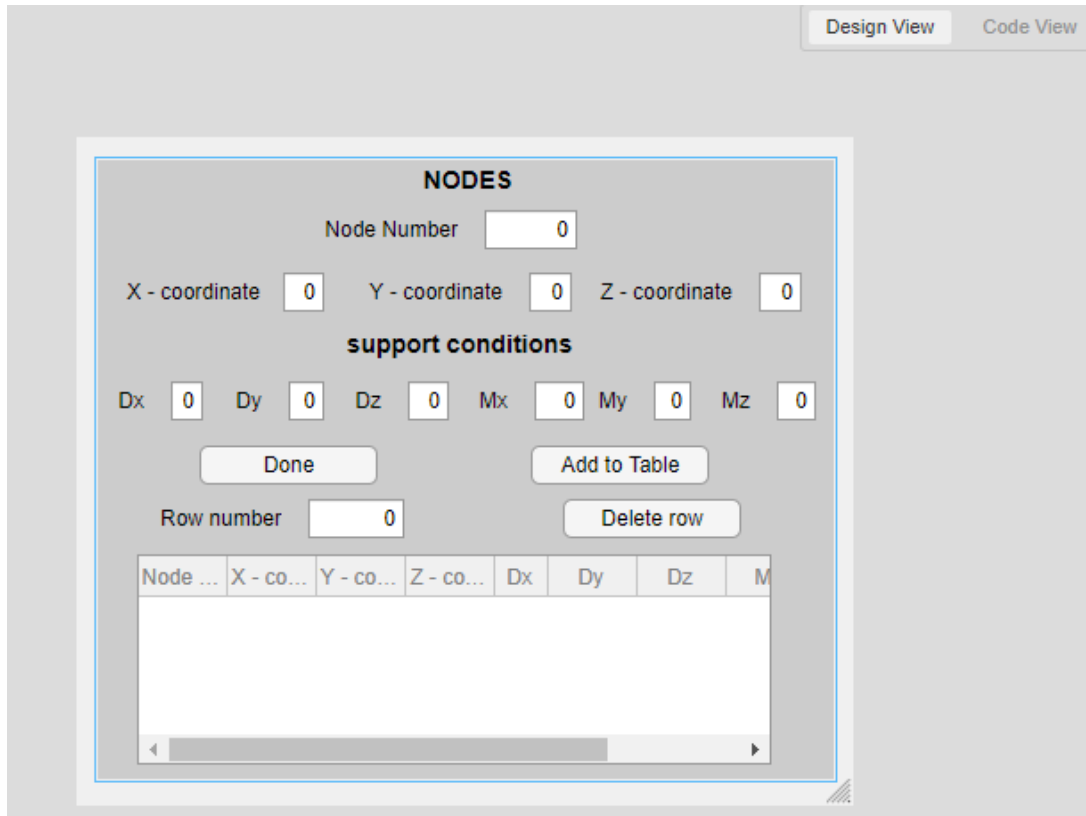 Design View Code View
NODES
Node Number 0
X - coordinate 0 Y - coordinate 0 Z - coordinate 0
support conditions
Dx 0 Dy 0 Dz 0 Mx 0 My 0 Mz 0
Done Add to Table
Row number 0 Delete row
Node ... X - co... Y - co... Z - co... Dx Dy Dz M